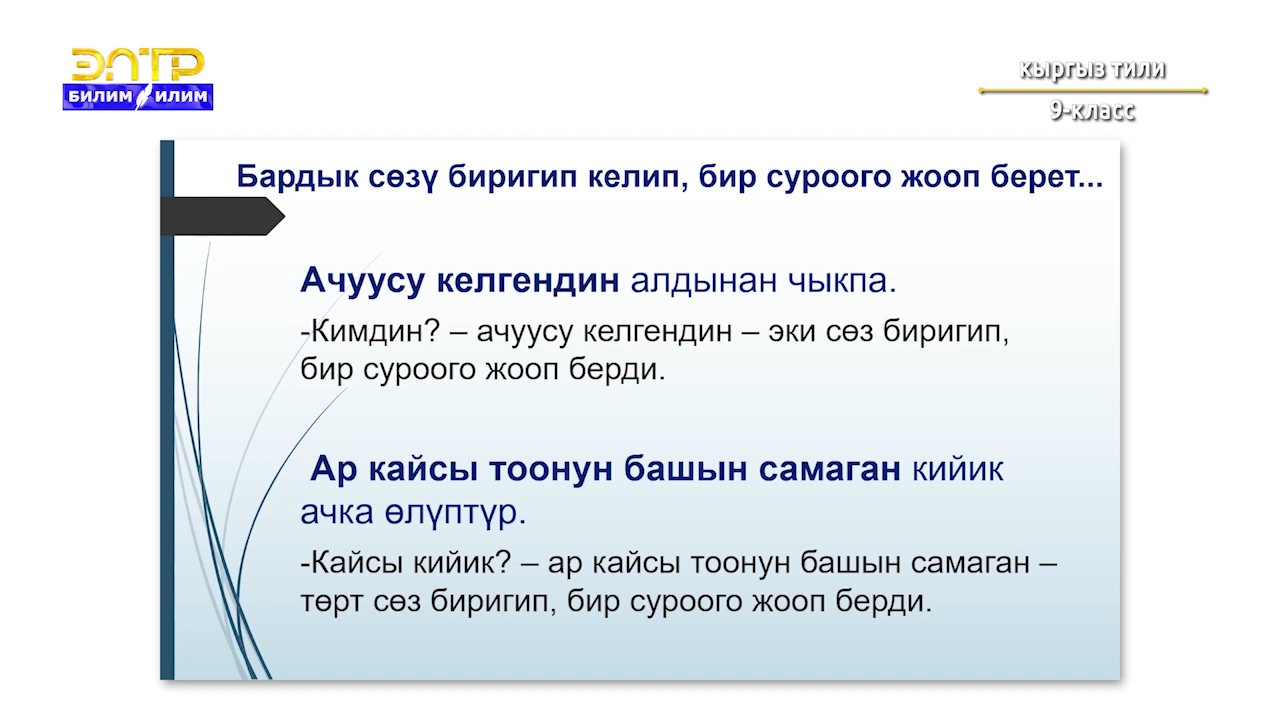 ЭЛТР
БИЛИМ ИЛИМ
кыргыз тили
9-класс
Бардык сөзү биригип келип, бир суроого жооп берет...
Ачуусу келгендин алдынан чыкпа.
-Кимдин? – ачуусу келгендин – эки сөз биригип,
бир суроого жооп берди.
Ар кайсы тоонун башын самаган кийик
ачка өлүптүр.
-Кайсы кийик? – ар кайсы тоонун башын самаган –
төрт сөз биригип, бир суроого жооп берди.